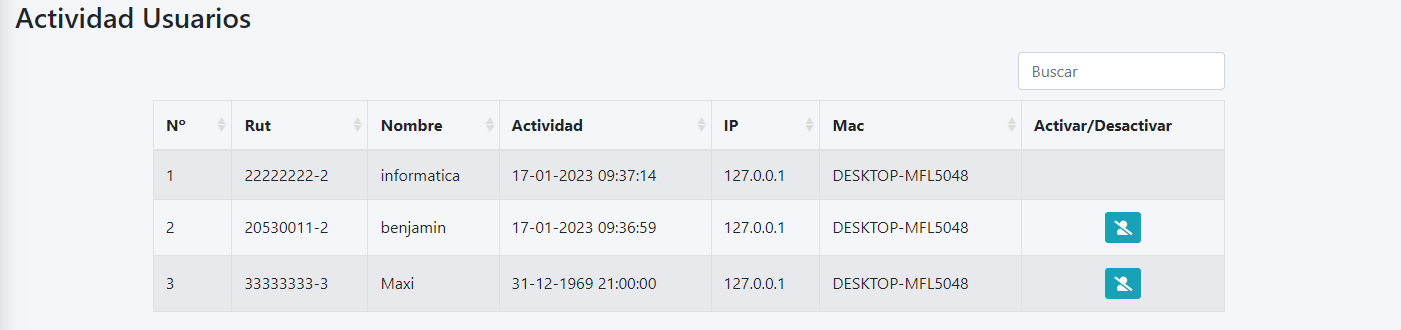 Actividad Usuarios
Buscar
Nº Rut Nombre Actividad IP Mac Activar/Desactivar
1 22222222-2 informatica 17-01-2023 09:37:14 127.0.0.1 DESKTOP-MFL5048
2 20530011-2 benjamin 17-01-2023 09:36:59 127.0.0.1 DESKTOP-MFL5048
3 33333333-3 Maxi 31-12-1969 21:00:00 127.0.0.1 DESKTOP-MFL5048